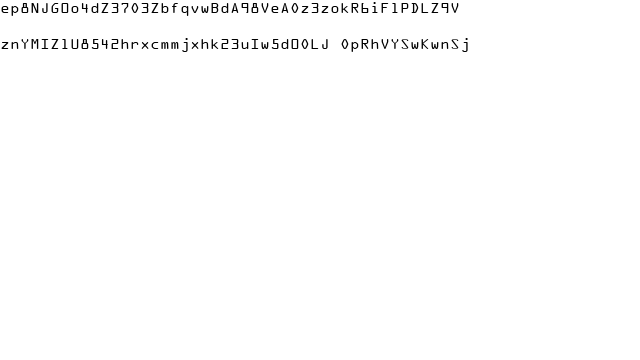 ep8NJGOo4dZ3703ZbfqvwBdA98VeA0z3zokR6iF1PDLZ9V
znYMIZ1U8542hrxcmmjxhk23uIw5dO0LJ 0pRhVYSwKwnSj